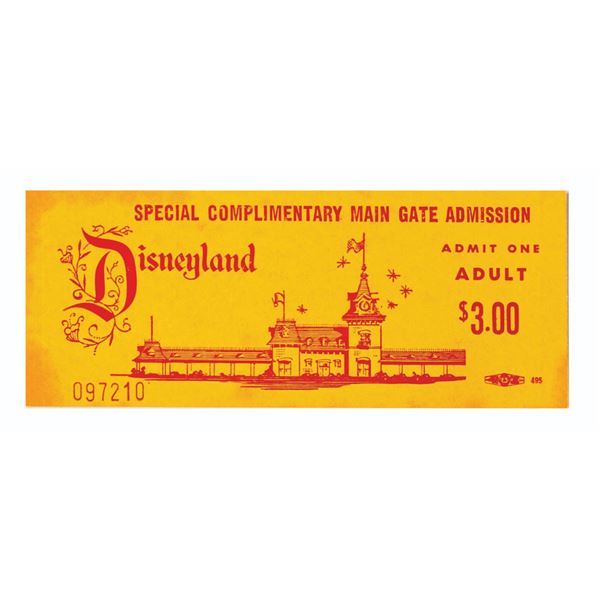 SPECIAL COMPLIMENTARY MAIN GATE ADMISSION
Disneyland
ADMIT ONE
ADULT
$3.00
097210
495